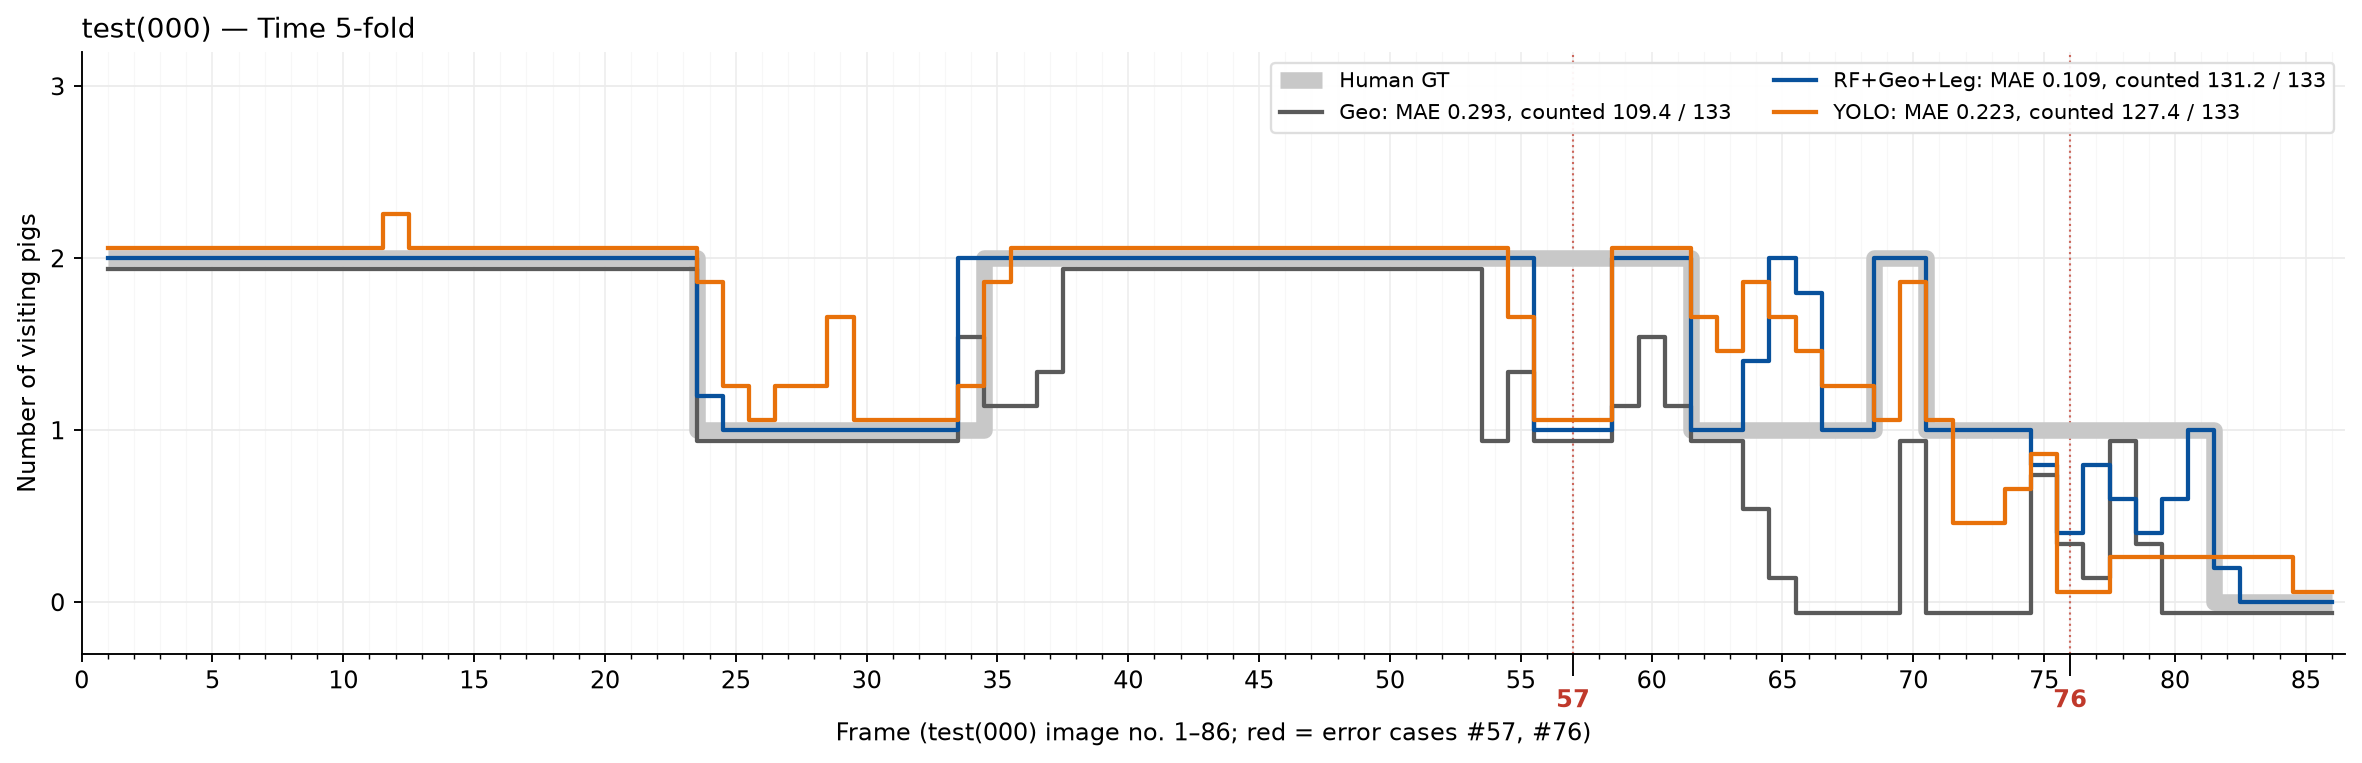 test(000) — Time 5-fold
Number of visiting pigs
3
2
1
0
Human GT
Geo: MAE 0.293, counted 109.4 / 133
RF+Geo+Leg: MAE 0.109, counted 131.2 / 133
YOLO: MAE 0.223, counted 127.4 / 133
0 5 10 15 20 25 30 35 40 45 50 55 60 65 70 75 80 85
57 76
Frame (test(000) image no. 1–86; red = error cases #57, #76)